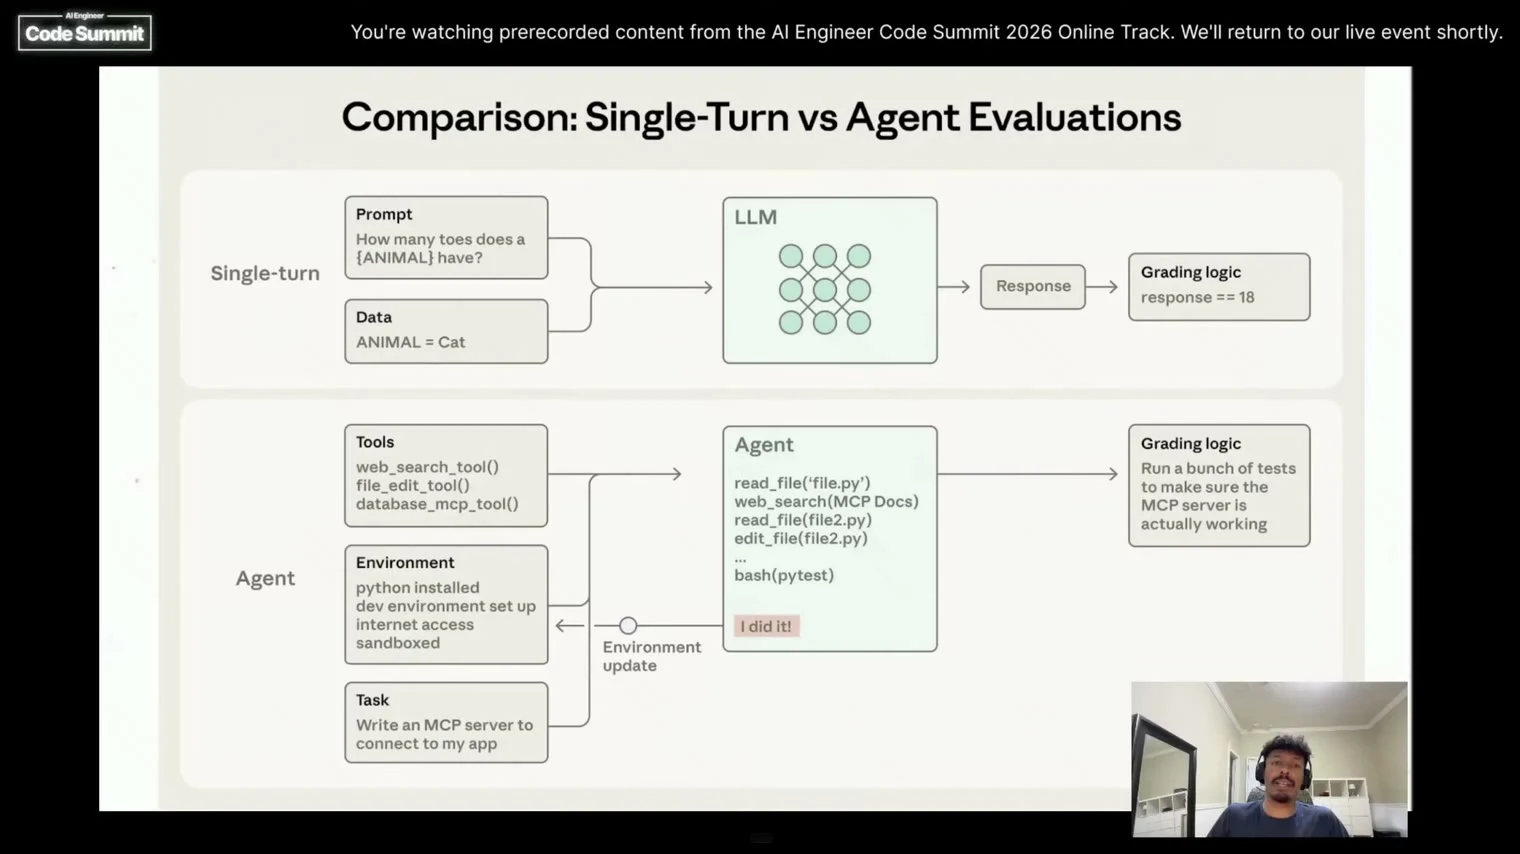 AI Engineer
Code Summit
You're watching prerecorded content from the AI Engineer Code Summit 2026 Online Track. We'll return to our live event shortly.
Comparison: Single-Turn vs Agent Evaluations
Single-turn
Prompt
How many toes does a
{ANIMAL} have?
Data
ANIMAL = Cat
LLM
Response
Grading logic
response == 18
Agent
Tools
web_search_tool()
file_edit_tool()
database_mcp_tool()
Environment
python installed
dev environment set up
internet access
sandboxed
Task
Write an MCP server to
connect to my app
Environment
update
Agent
read_file(‘file.py’)
web_search(MCP Docs)
read_file(file2.py)
edit_file(file2.py)
...
bash(pytest)
I did it!
Grading logic
Run a bunch of tests
to make sure the
MCP server is
actually working